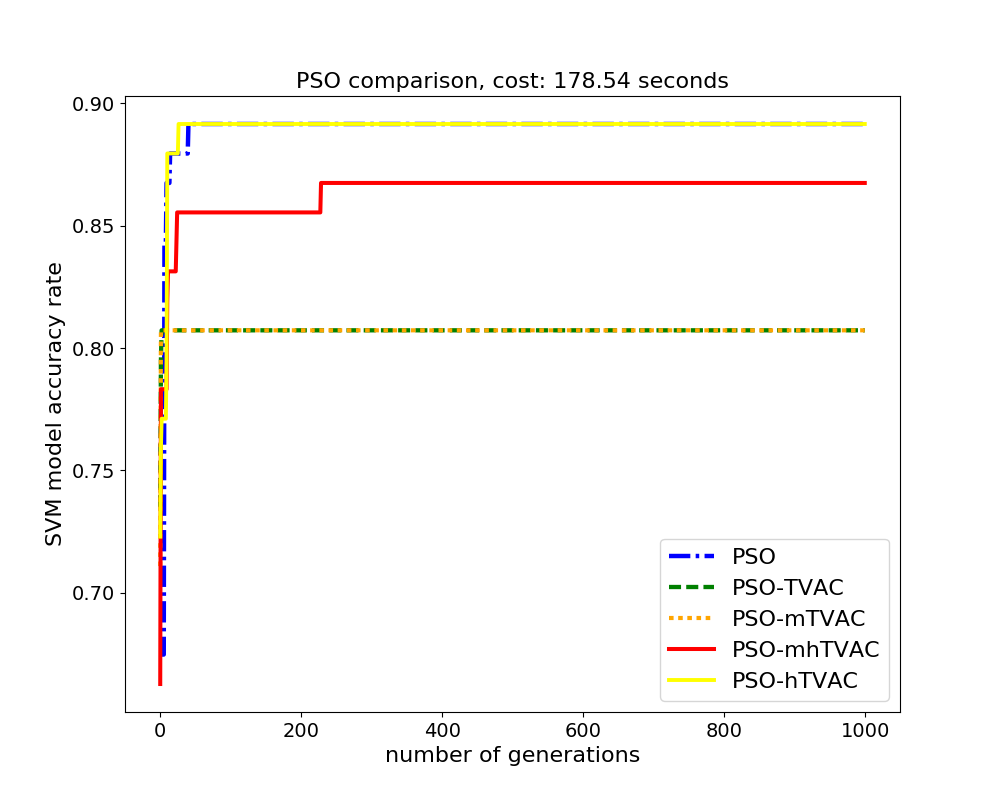 PSO comparison, cost: 178.54 seconds
0.90
0.85
0.80
0.75
0.70
SVM model accuracy rate
0 200 400 600 800 1000
number of generations
PSO
PSO-TVAC
PSO-mTVAC
PSO-mhTVAC
PSO-hTVAC